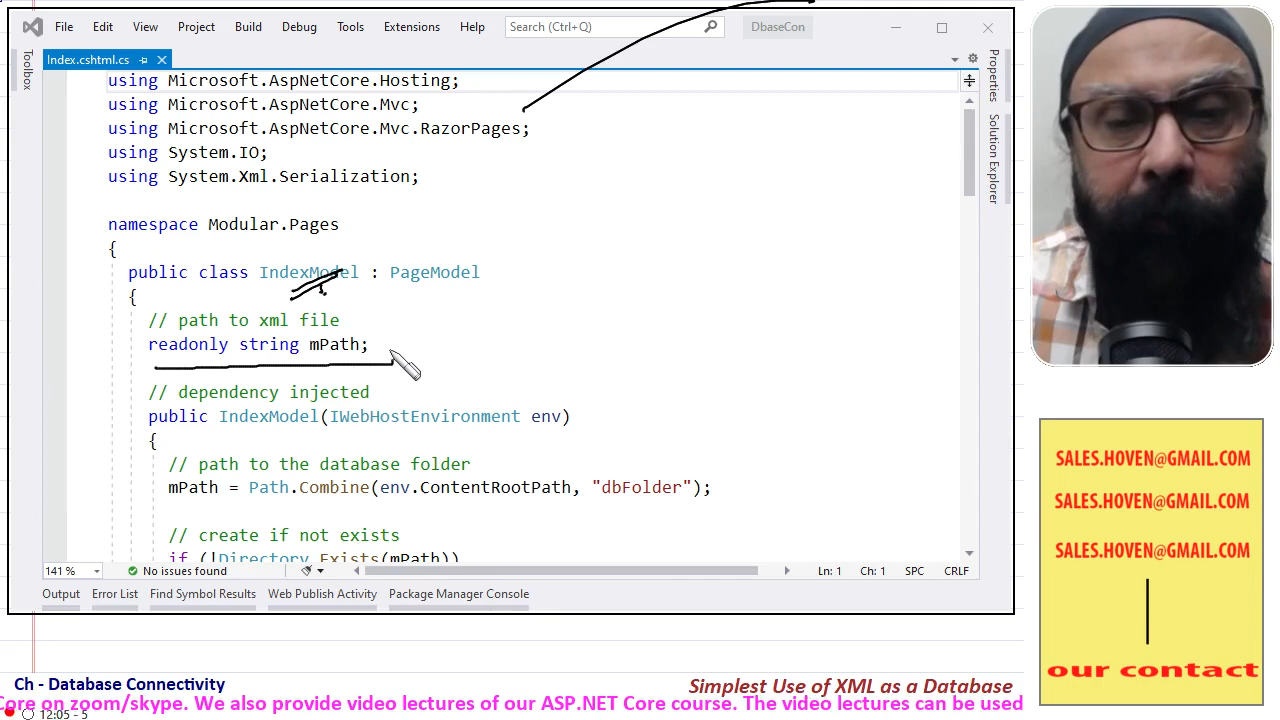 File Edit View Project Build Debug Tools Extensions Help Search (Ctrl+Q) DbaseCon
Toolbox
Index.cshtml.cs
using Microsoft.AspNetCore.Hosting;
using Microsoft.AspNetCore.Mvc;
using Microsoft.AspNetCore.Mvc.RazorPages;
using System.IO;
using System.Xml.Serialization;
namespace Modular.Pages
{
public class IndexModel : PageModel
{
// path to xml file
readonly string mPath;
// dependency injected
public IndexModel(IWebHostEnvironment env)
{
// path to the database folder
mPath = Path.Combine(env.ContentRootPath, "dbFolder");
// create if not exists
if (!Directory.Exists(mPath))
Properties
Solution Explorer
141 % No issues found Ln: 1 Ch: 1 SPC CRLF
Output Error List Find Symbol Results Web Publish Activity Package Manager Console
SALES.HOVEN@GMAIL.COM
SALES.HOVEN@GMAIL.COM
SALES.HOVEN@GMAIL.COM
our contact
Ch - Database Connectivity
Simplest Use of XML as a Database
Core on zoom/skype. We also provide video lectures of our ASP.NET Core course. The video lectures can be used
12:05 - 5